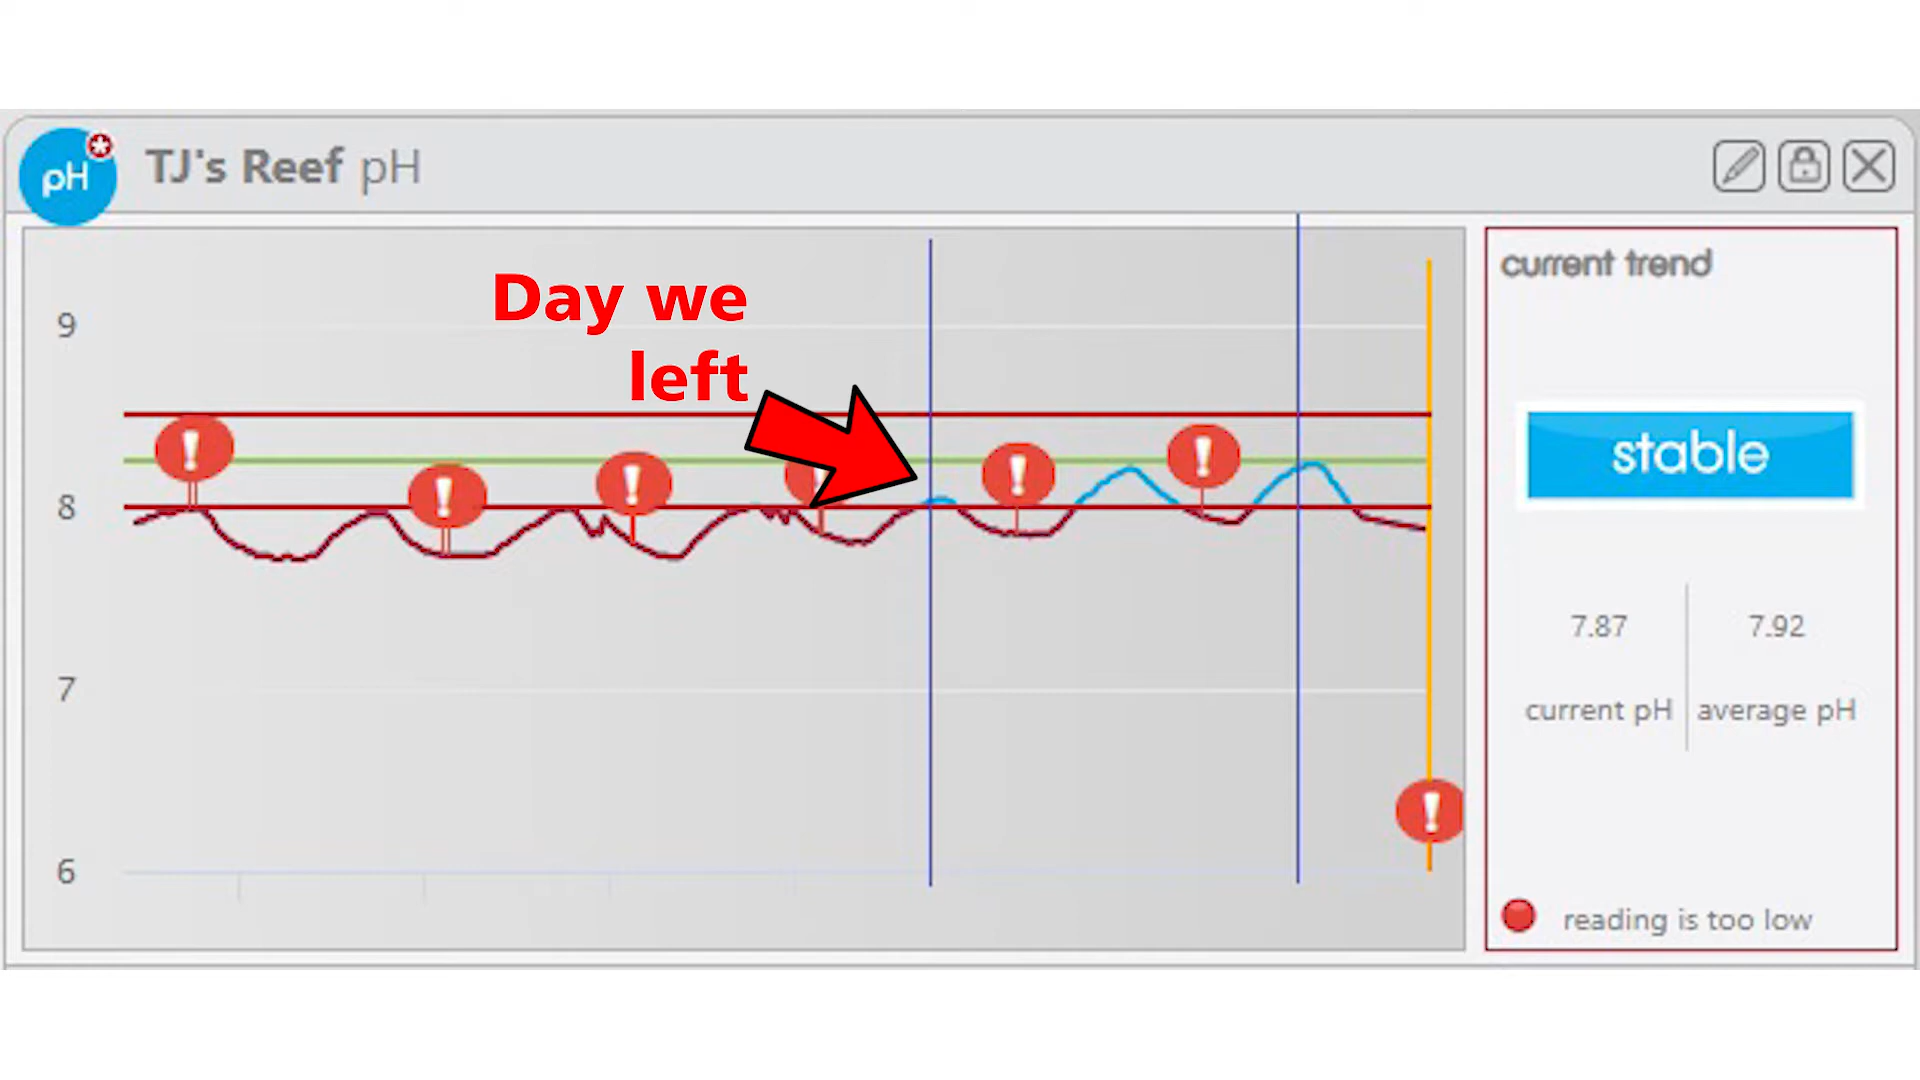 pH
TJ's Reef pH
Day we
left
9
8
7
6
!
!
!
!
!
!
!
current trend
stable
7.87
7.92
current pH
average pH
reading is too low